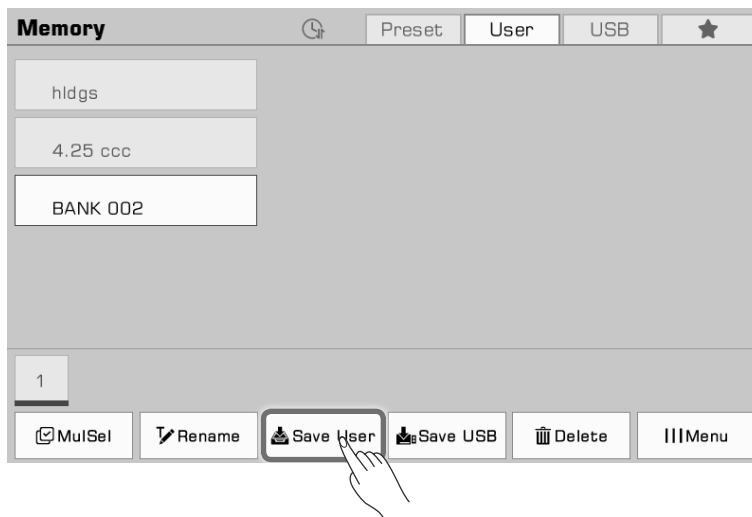 Memory Preset User USB
hldgs
4.25 ccc
BANK 002
1
MulSel Rename Save User Save USB Delete Menu